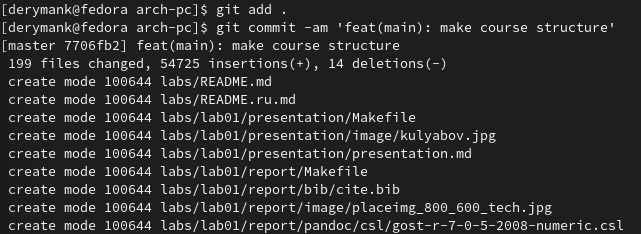 [derymank@fedora arch-pc]$ git add .
[derymank@fedora arch-pc]$ git commit -am 'feat(main): make course structure'
[master 7706fb2] feat(main): make course structure
 199 files changed, 54725 insertions(+), 14 deletions(-)
 create mode 100644 labs/README.md
 create mode 100644 labs/README.ru.md
 create mode 100644 labs/lab01/presentation/Makefile
 create mode 100644 labs/lab01/presentation/image/kulyabov.jpg
 create mode 100644 labs/lab01/presentation/presentation.md
 create mode 100644 labs/lab01/report/Makefile
 create mode 100644 labs/lab01/report/bib/cite.bib
 create mode 100644 labs/lab01/report/image/placeimg_800_600_tech.jpg
 create mode 100644 labs/lab01/report/pandoc/csl/gost-r-7-0-5-2008-numeric.csl